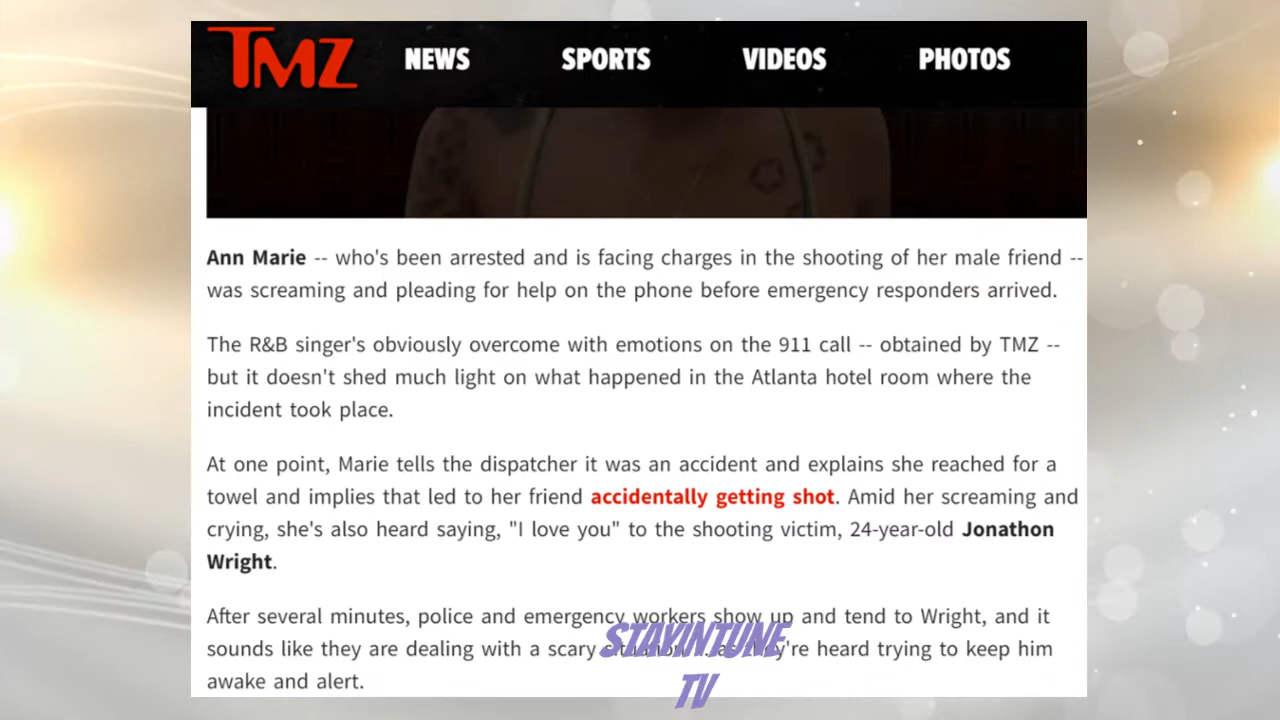 TMZ NEWS SPORTS VIDEOS PHOTOS
Ann Marie -- who's been arrested and is facing charges in the shooting of her male friend --
was screaming and pleading for help on the phone before emergency responders arrived.
The R&B singer's obviously overcome with emotions on the 911 call -- obtained by TMZ --
but it doesn't shed much light on what happened in the Atlanta hotel room where the
incident took place.
At one point, Marie tells the dispatcher it was an accident and explains she reached for a
towel and implies that led to her friend accidentally getting shot. Amid her screaming and
crying, she's also heard saying, "I love you" to the shooting victim, 24-year-old Jonathon
Wright.
After several minutes, police and emergency workers show up and tend to Wright, and it
sounds like they are dealing with a scary they're heard trying to keep him
awake and alert.
STAYINTUNE
TV